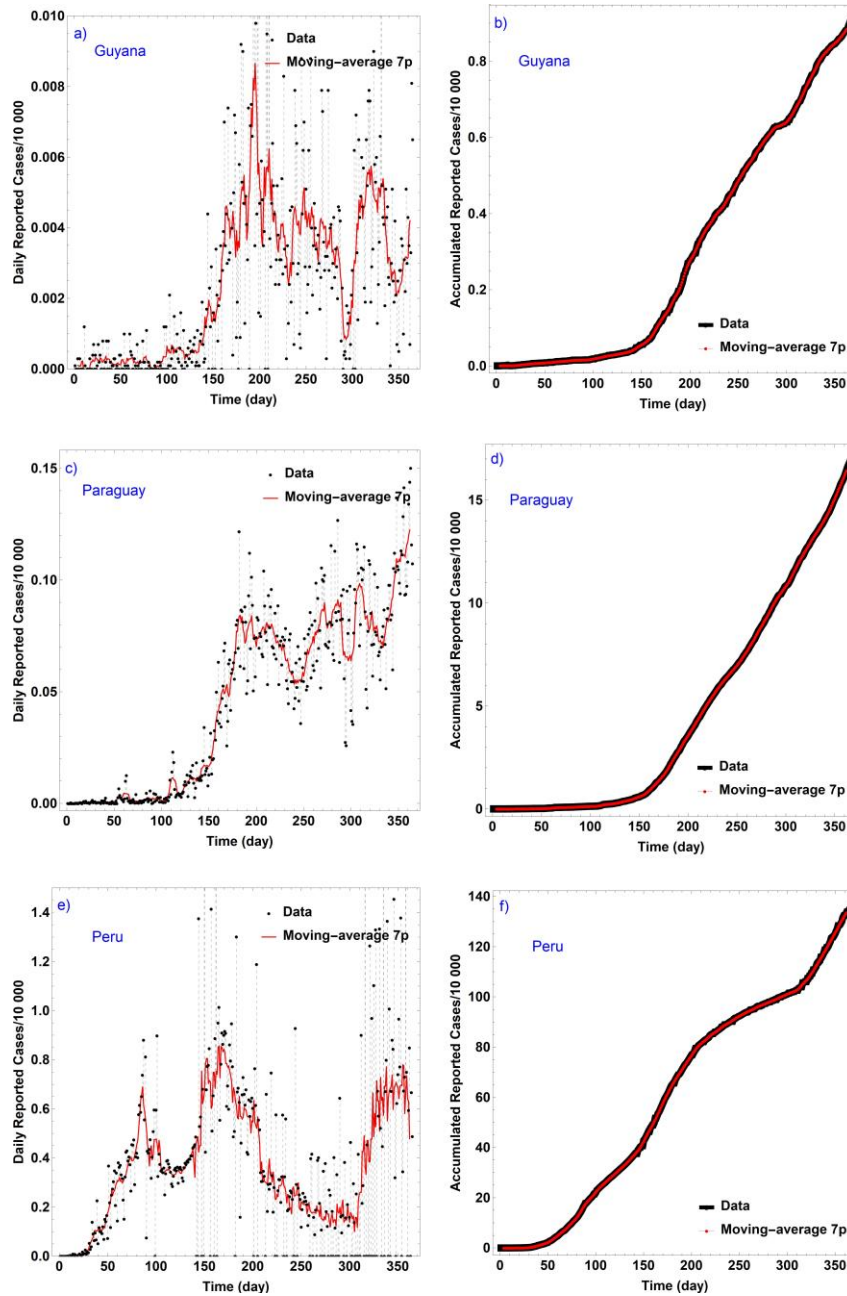 a)
Guyana
Data
Moving-average 7p
Daily Reported Cases/10 000
0.010
0.008
0.006
0.004
0.002
0.000
0 50 100 150 200 250 300 350
Time (day)
b)
Guyana
Data
Moving-average 7p
Accumulated Reported Cases/10 000
0.8
0.6
0.4
0.2
0.0
0 50 100 150 200 250 300 350
Time (day)
c)
Paraguay
Data
Moving-average 7p
Daily Reported Cases/10 000
0.15
0.10
0.05
0.00
0 50 100 150 200 250 300 350
Time (day)
d)
Paraguay
Data
Moving-average 7p
Accumulated Reported Cases/10 000
15
10
5
0
0 50 100 150 200 250 300 350
Time (day)
e)
Peru
Data
Moving-average 7p
Daily Reported Cases/10 000
1.4
1.2
1.0
0.8
0.6
0.4
0.2
0.0
0 50 100 150 200 250 300 350
Time (day)
f)
Peru
Data
Moving-average 7p
Accumulated Reported Cases/10 000
140
120
100
80
60
40
20
0
0 50 100 150 200 250 300 350
Time (day)